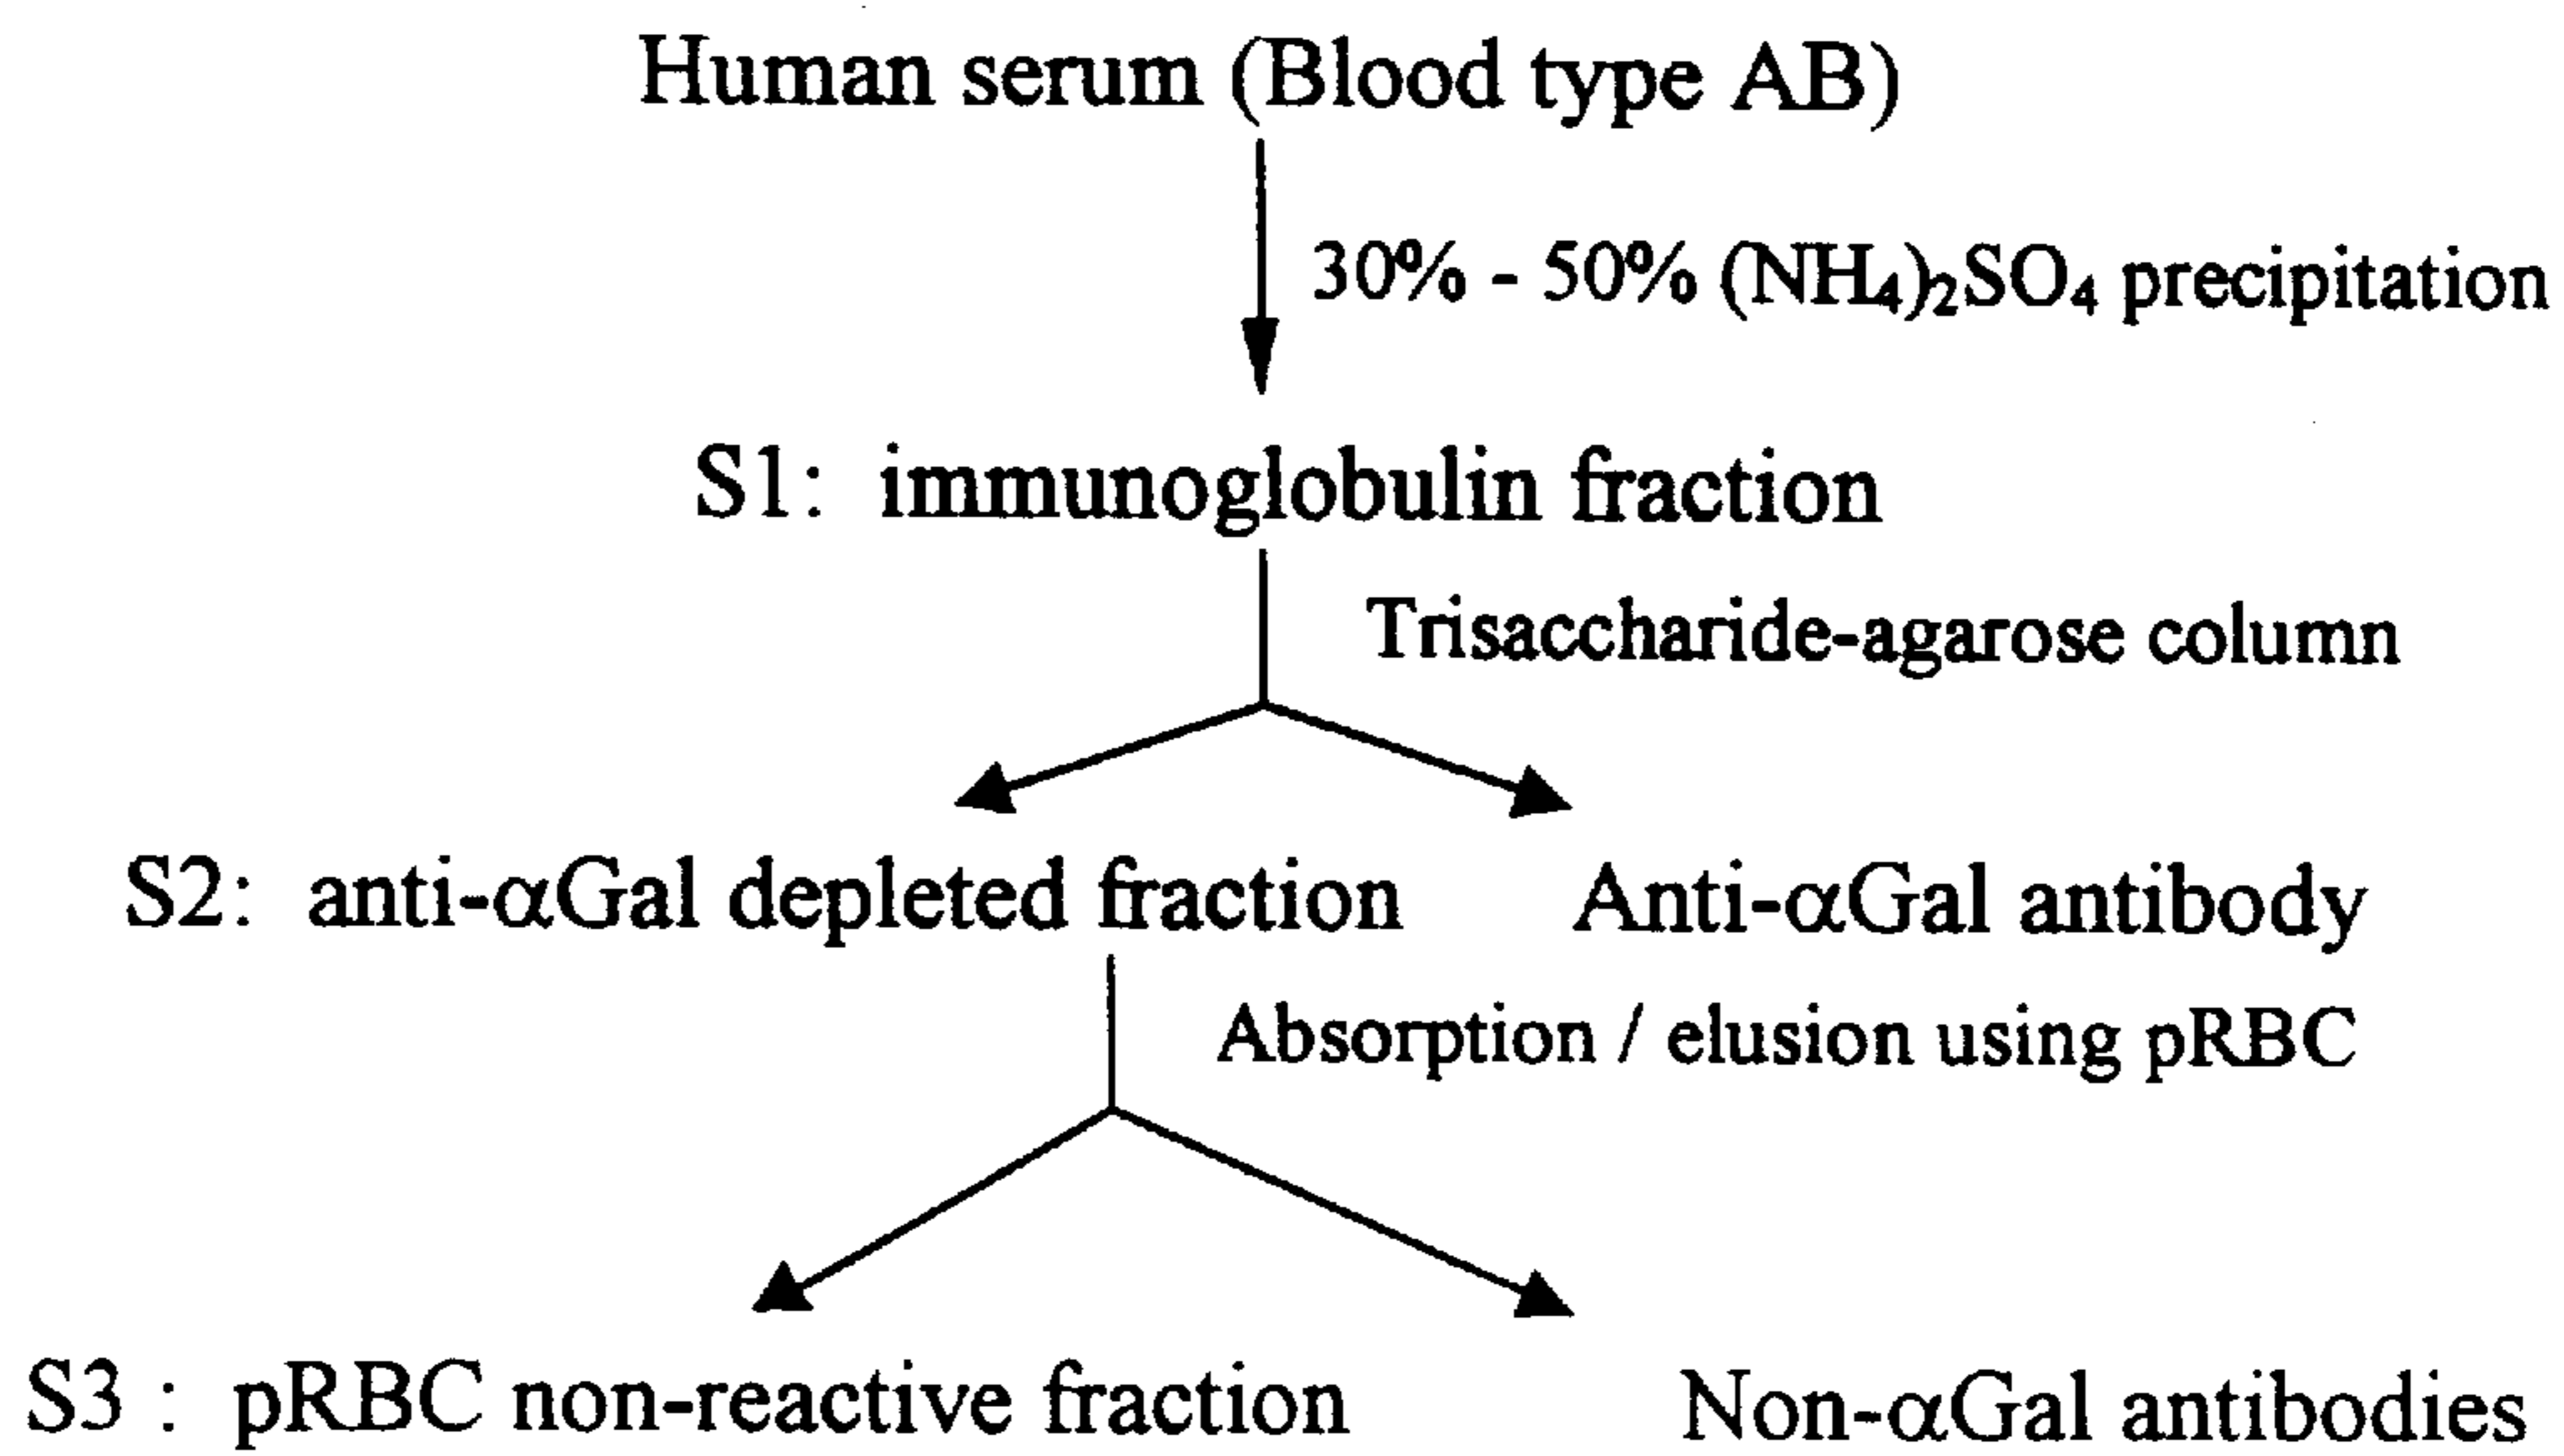 Human serum (Blood type AB)
30% - 50% (NH₄)₂SO₄ precipitation
S1: immunoglobulin fraction
Trisaccharide-agarose column
S2: anti-αGal depleted fraction Anti-αGal antibody
Absorption / elusion using pRBC
S3 : pRBC non-reactive fraction Non-αGal antibodies